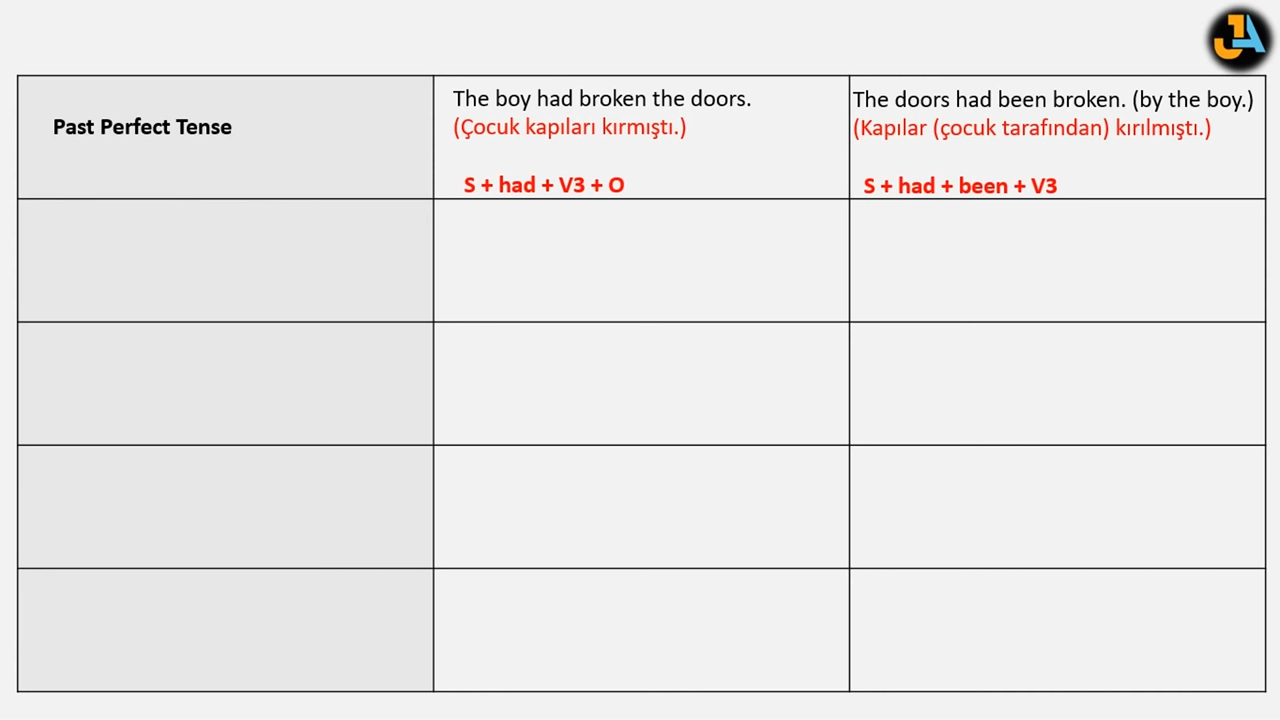 JA
Past Perfect Tense
The boy had broken the doors.
(Çocuk kapıları kırmıştı.)
S + had + V3 + O
The doors had been broken. (by the boy.)
(Kapılar (çocuk tarafından) kırılmıştı.)
S + had + been + V3